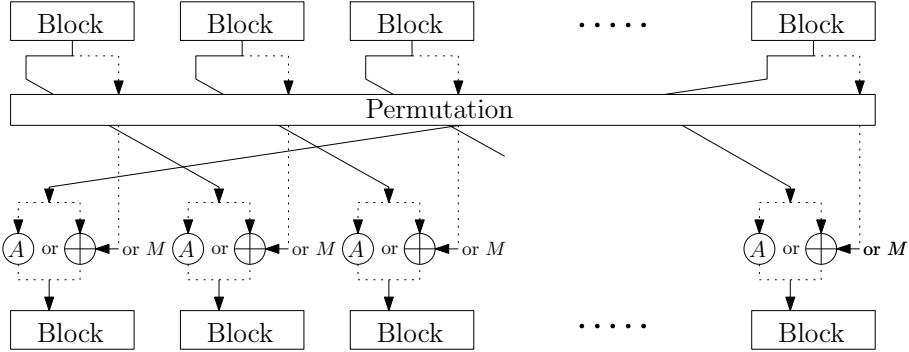 Block Block Block ..... Block
Permutation
A or or M A or or M A or or M A or or M
Block Block Block ..... Block